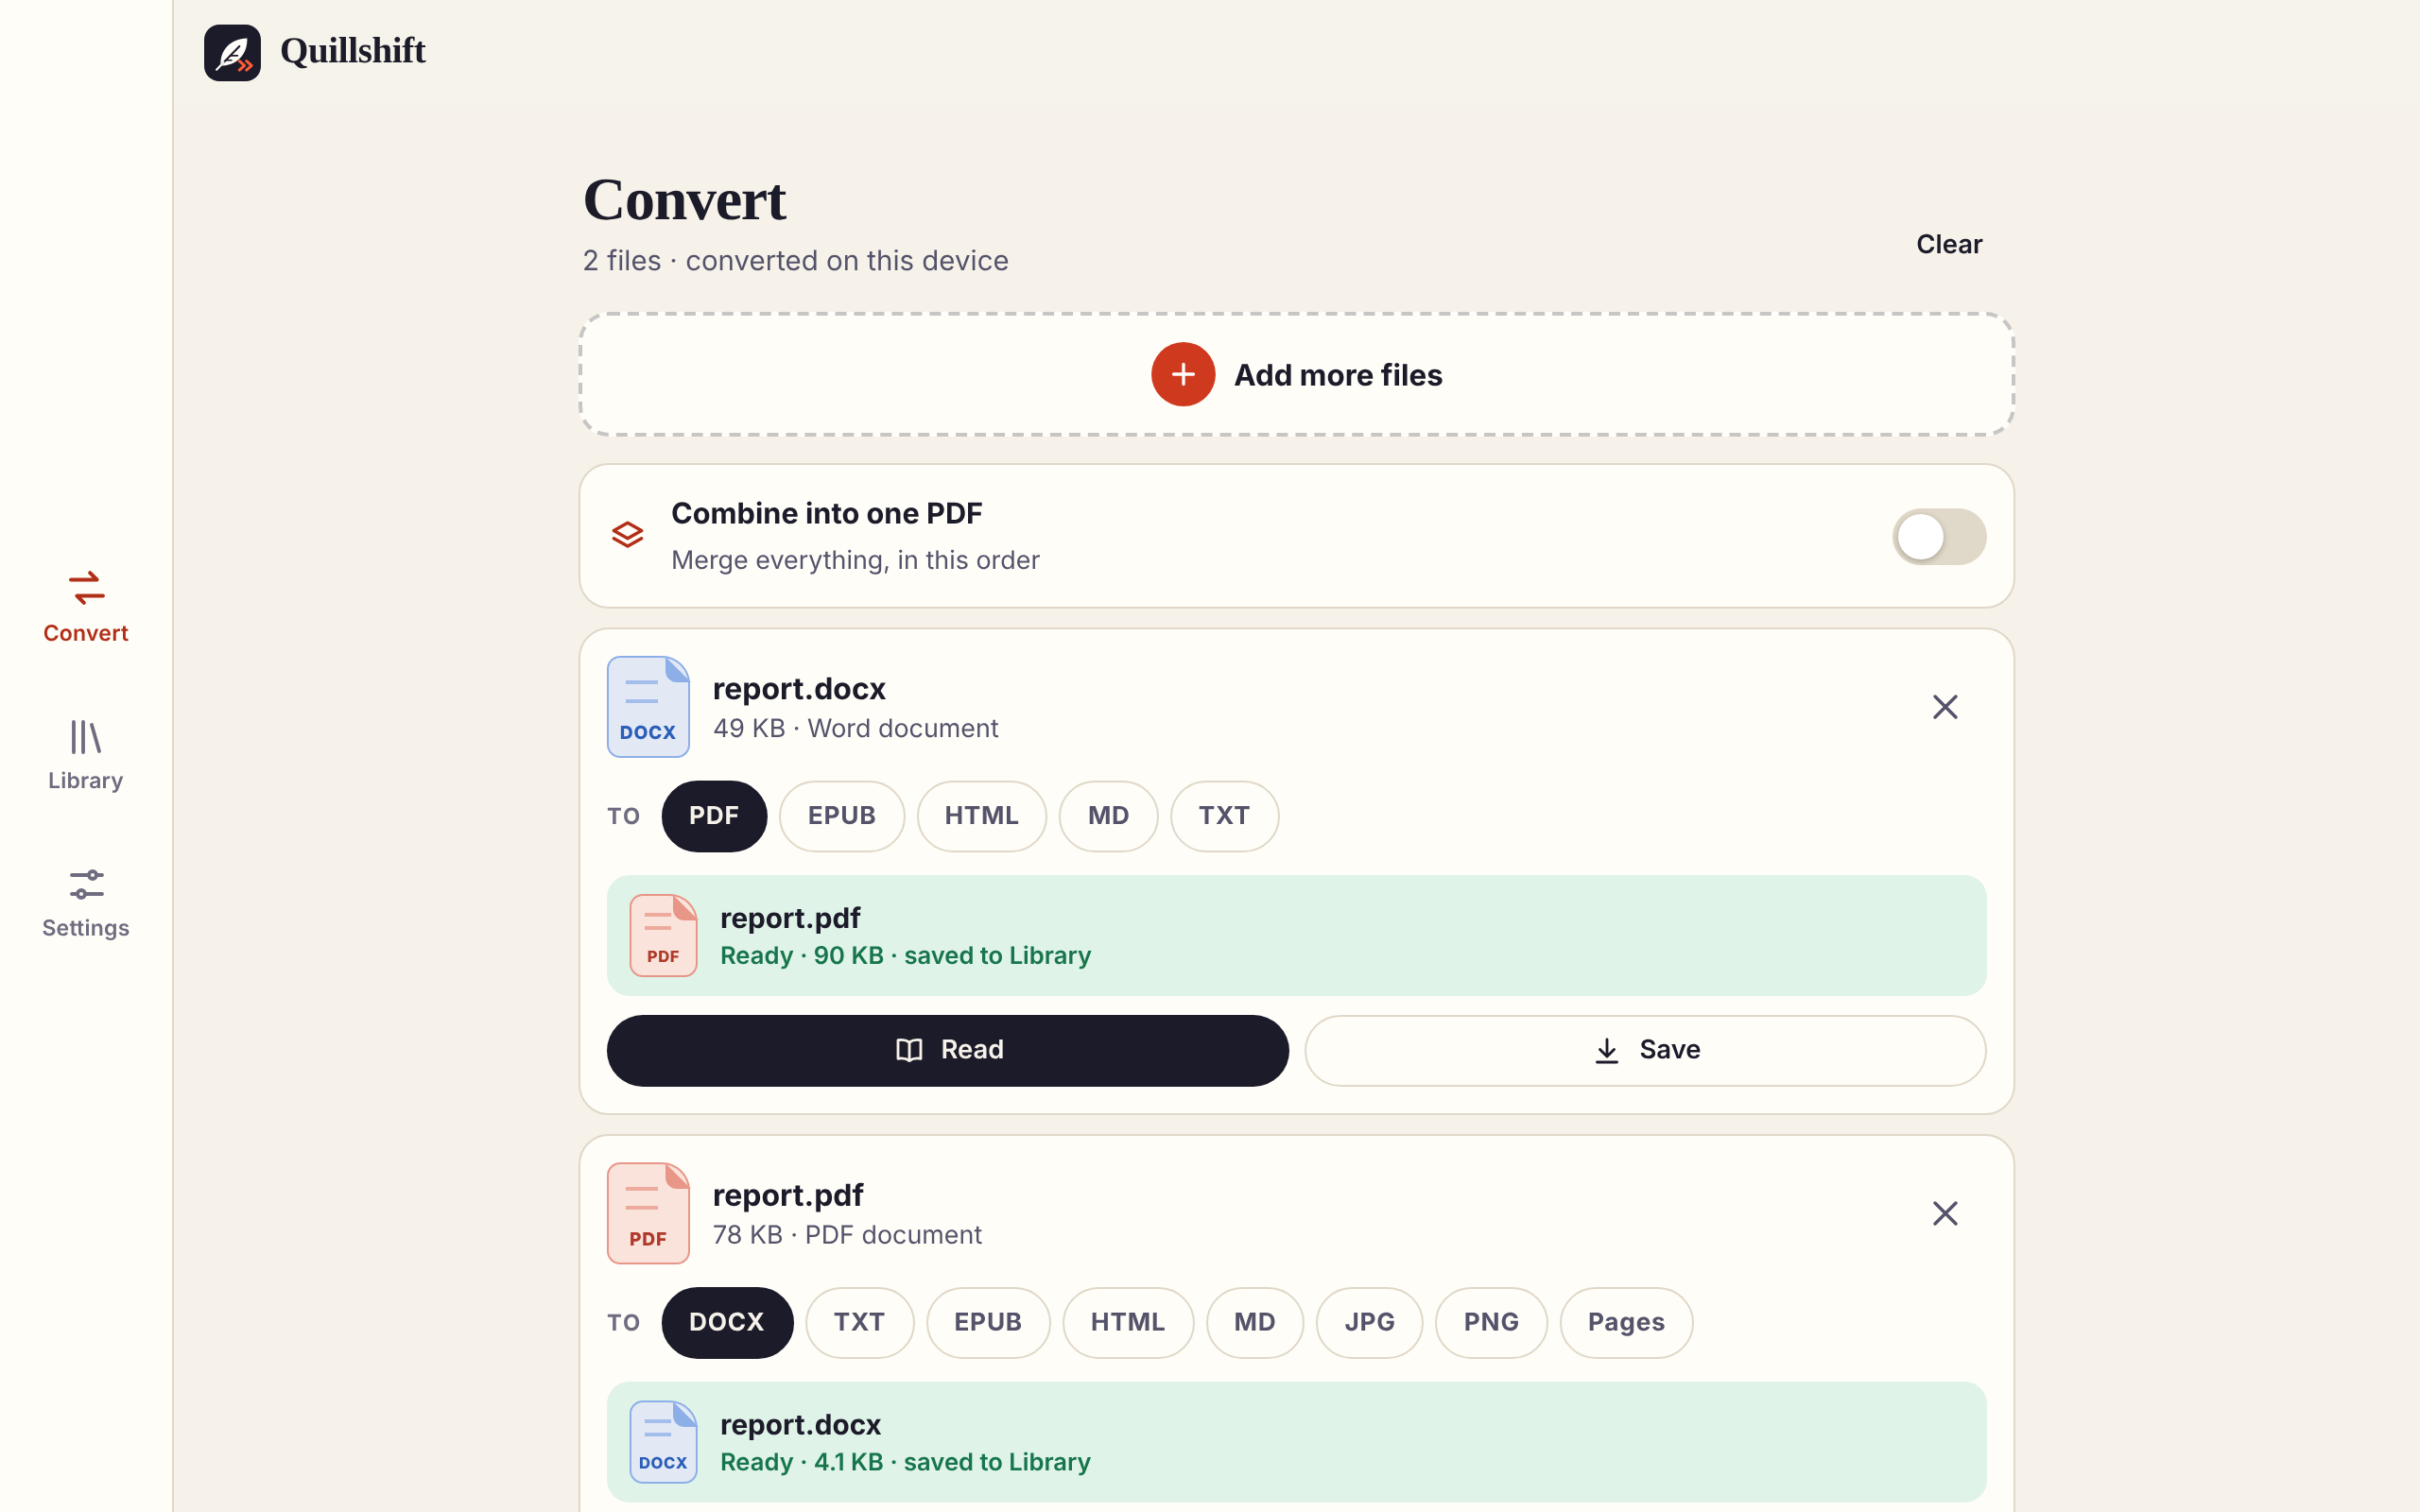 Quillshift
Convert
2 files · converted on this device
Clear
Add more files
Combine into one PDF
Merge everything, in this order
Convert
Library
Settings
DOCX
report.docx
49 KB · Word document
TO PDF EPUB HTML MD TXT
PDF
report.pdf
Ready · 90 KB · saved to Library
Read
Save
PDF
report.pdf
78 KB · PDF document
TO DOCX TXT EPUB HTML MD JPG PNG Pages
DOCX
report.docx
Ready · 4.1 KB · saved to Library